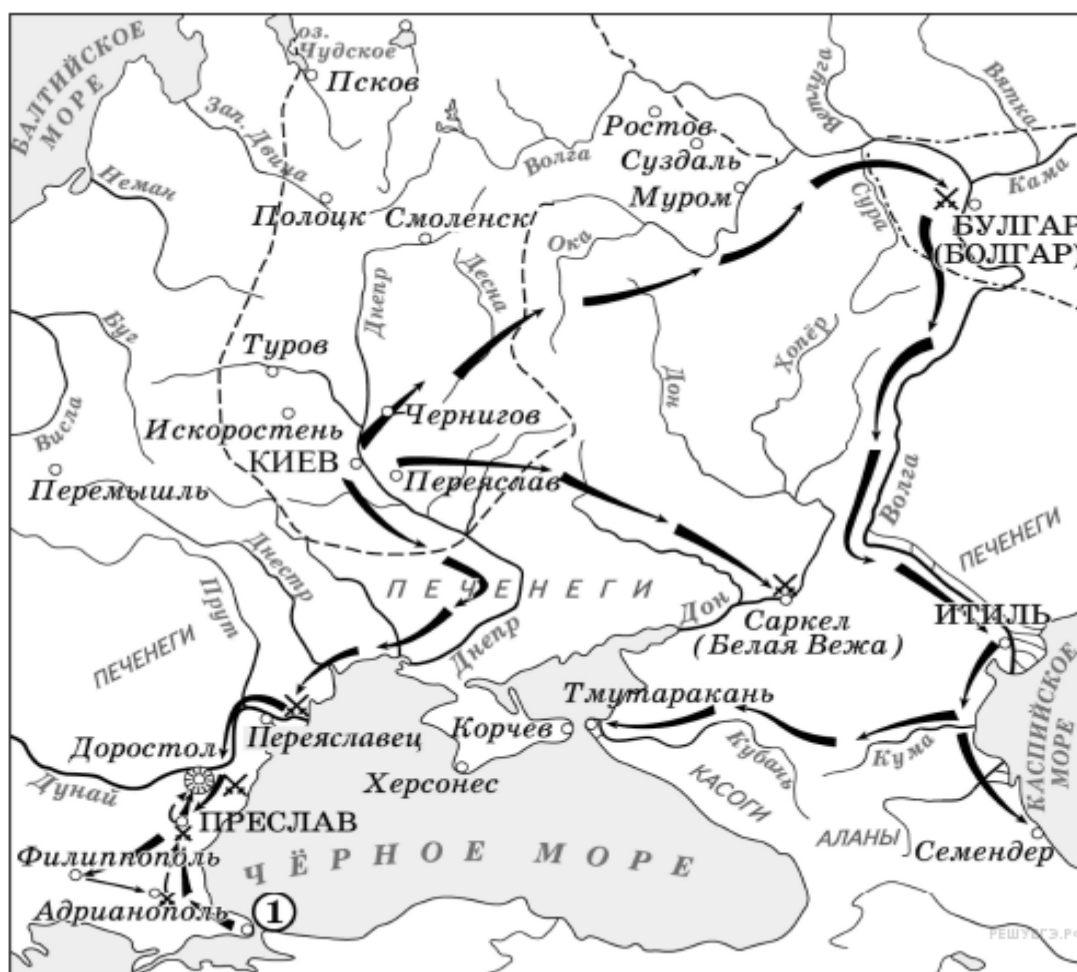 БАЛТИЙСКОЕ
МОРЕ
оз.
Чудское
Псков
Зап. Двина
Неман
Полоцк
Смоленск
Волга
Ростов
Суздаль
Муром
Ветлуга
Вятка
Кама
Сура
БУЛГАР
(БОЛГАР)
Ока
Днепр
Десна
Буг
Туров
Дон
Хопёр
Висла
Искоростень
Чернигов
КИЕВ
Переяслав
Перемышль
Волга
Днестр
Прут
ПЕЧЕНЕГИ
ПЕЧЕНЕГИ
ПЕЧЕНЕГИ
Днепр
Дон
Саркел
(Белая Вежа)
ИТИЛЬ
КАСПИЙСКОЕ
МОРЕ
Тмутаракань
Корчев
Переяславец
Доростол
Дунай
Херсонес
Кубань
Кума
КАСОГИ
АЛАНЫ
Семендер
ПРЕСЛАВ
Филиппополь
ЧЁРНОЕ МОРЕ
Адрианополь
1
РЕШУЕГЭ.РФ